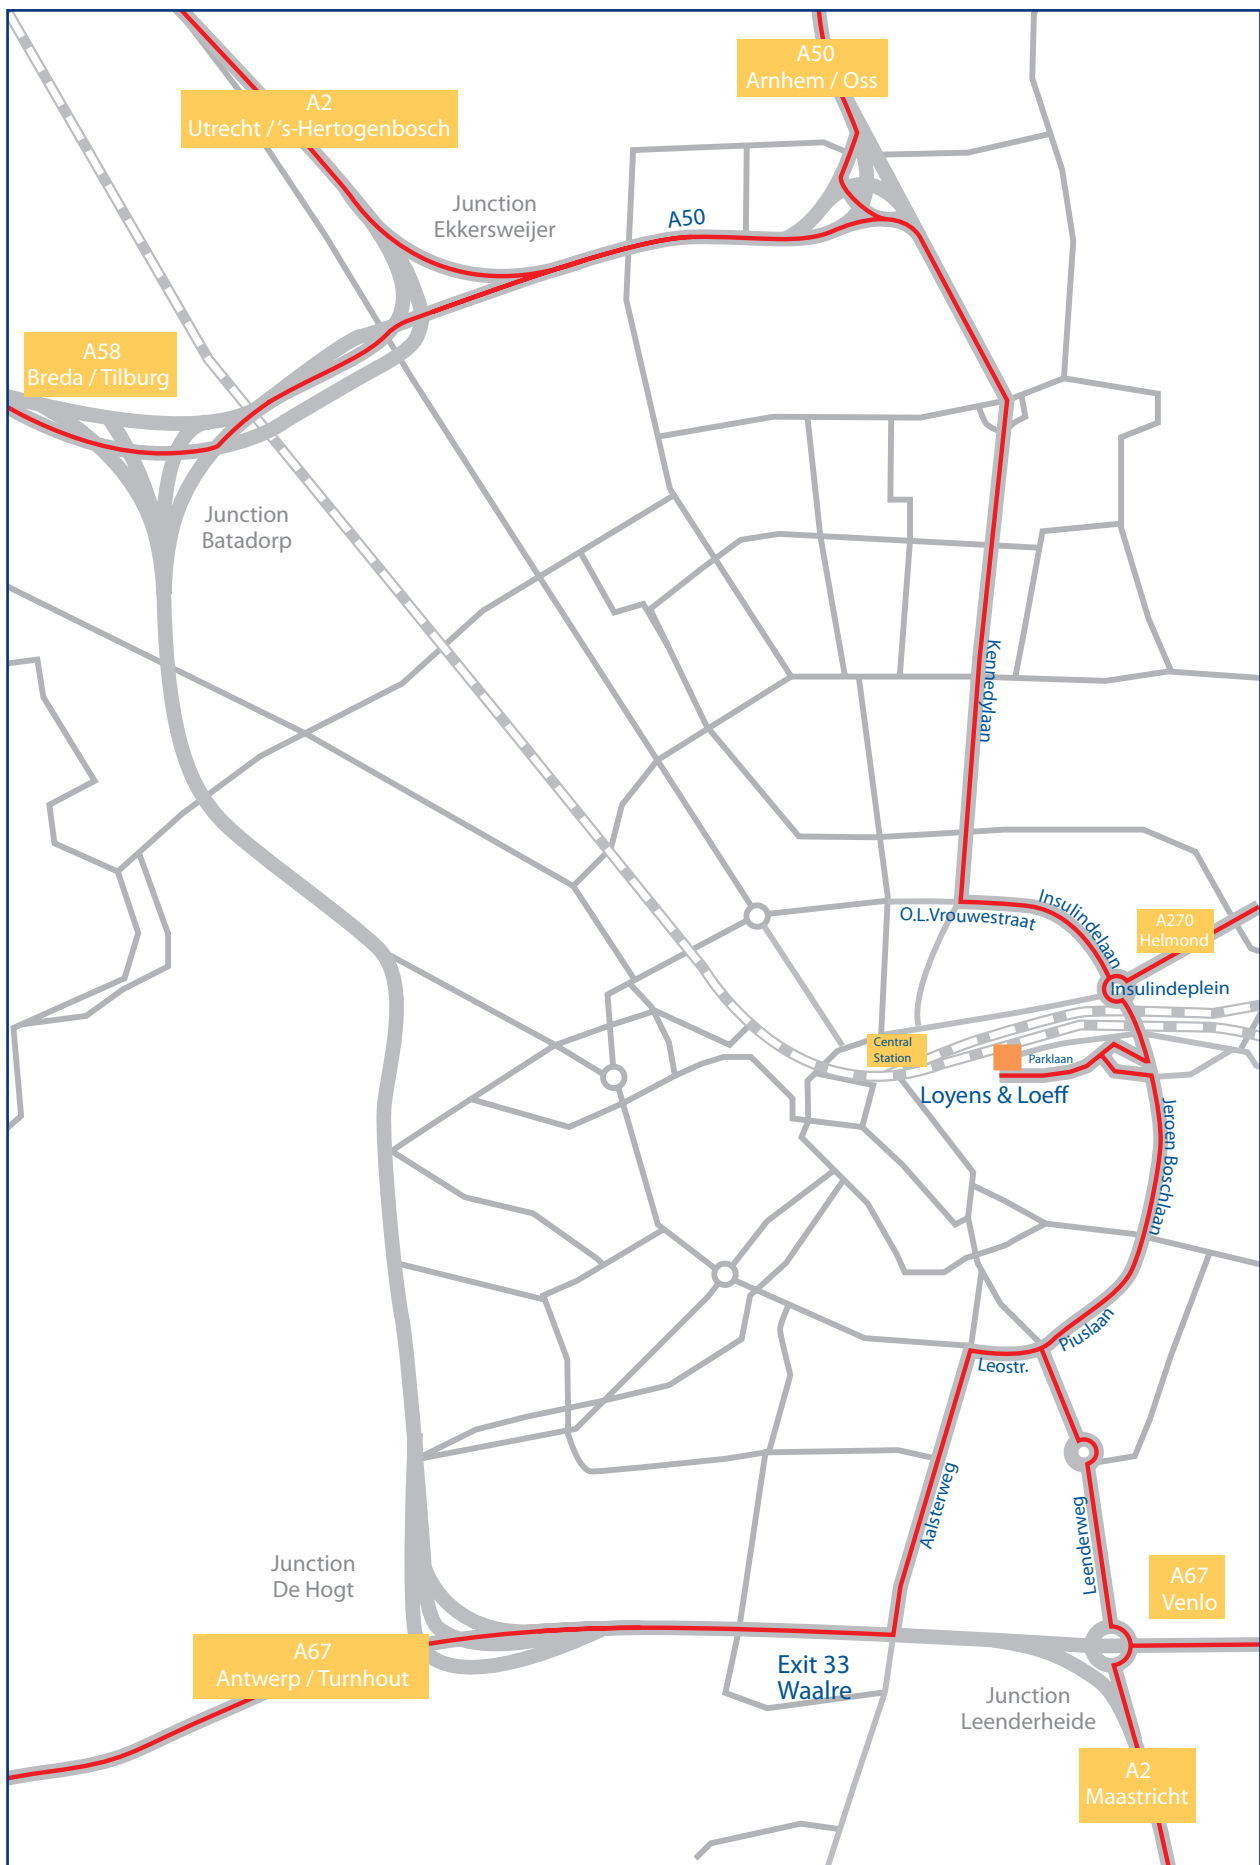 A50
Arnhem / Oss
A2
Utrecht / ‘s-Hertogenbosch
Junction
Ekkersweijer
A50
A58
Breda / Tilburg
Junction
Batadorp
Kennedylaan
O.L.Vrouwestraat
Insulindelaan
A270
Helmond
Insulindeplein
Central
Station
Parklaan
Loyens & Loeff
Jeroen Boschlaan
Piuslaan
Leostr.
Aalsterweg
Leenderweg
Junction
De Hogt
A67
Venlo
A67
Antwerp / Turnhout
Exit 33
Waalre
Junction
Leenderheide
A2
Maastricht